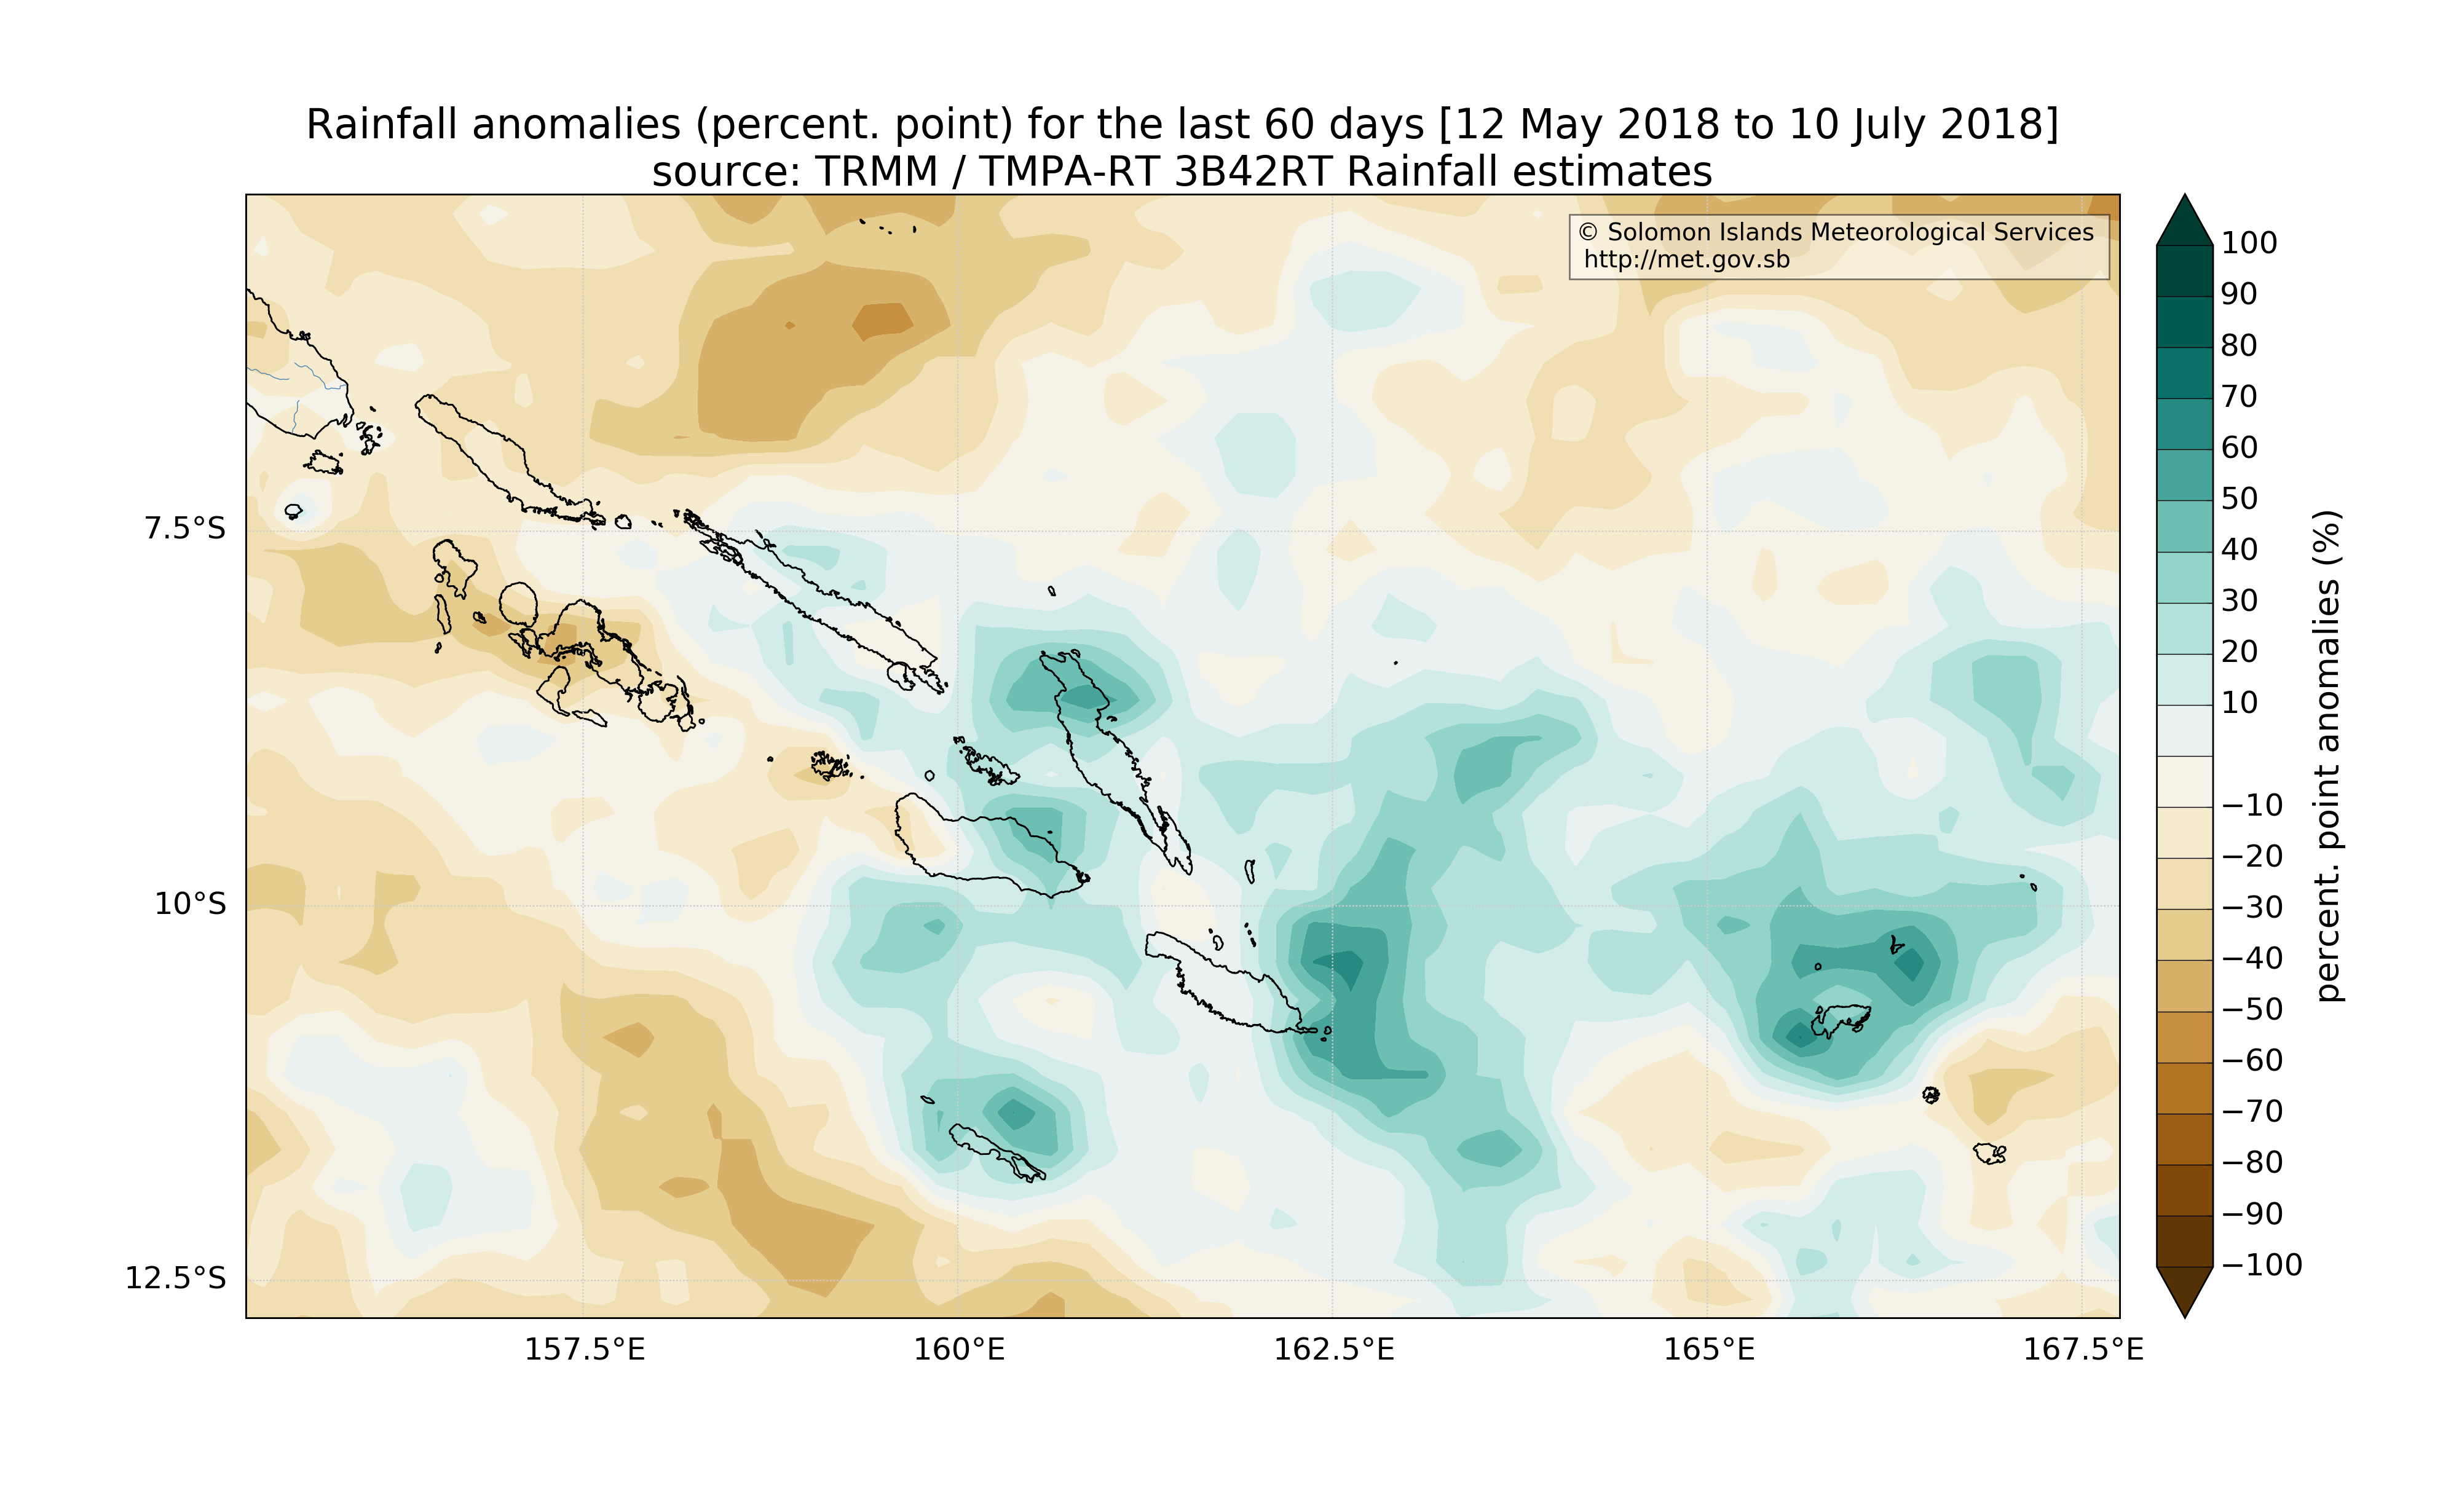 Rainfall anomalies (percent. point) for the last 60 days [12 May 2018 to 10 July 2018]
source: TRMM / TMPA-RT 3B42RT Rainfall estimates
© Solomon Islands Meteorological Services
http://met.gov.sb
7.5°S
10°S
12.5°S
157.5°E
160°E
162.5°E
165°E
167.5°E
100
90
80
70
60
50
40
30
20
10
−10
−20
−30
−40
−50
−60
−70
−80
−90
−100
percent. point anomalies (%)